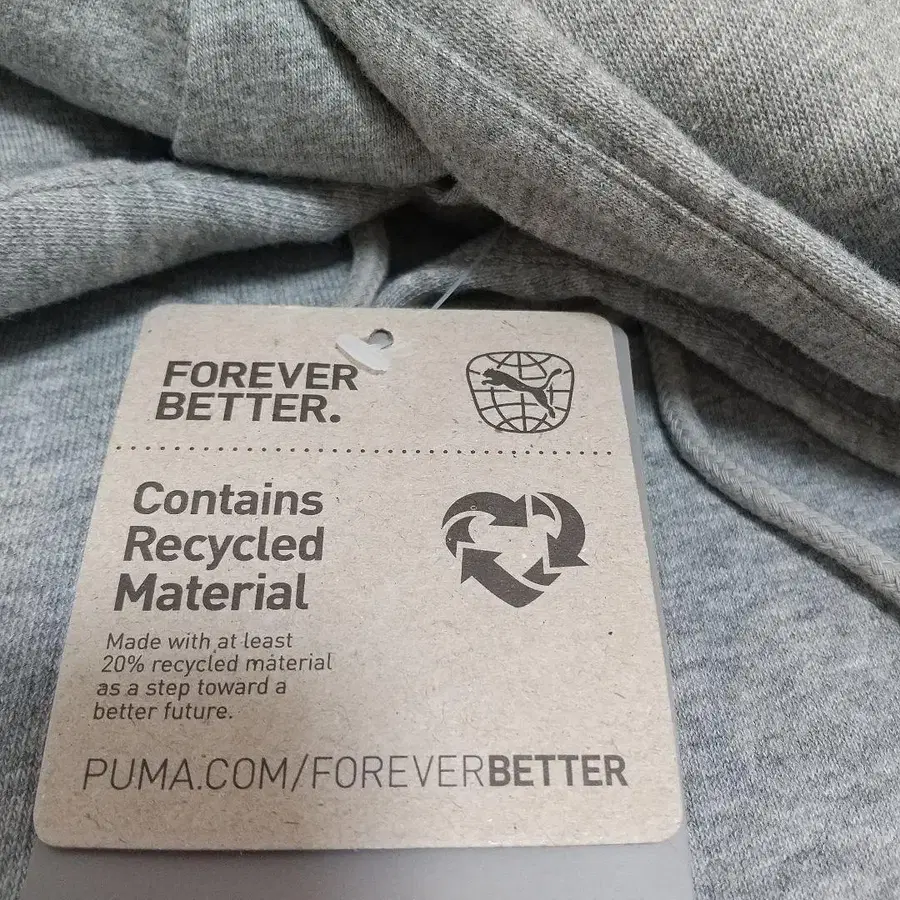 FOREVER
BETTER.
Contains
Recycled
Material
Made with at least
20% recycled material
as a step toward a
better future.
PUMA.COM/FOREVERBETTER